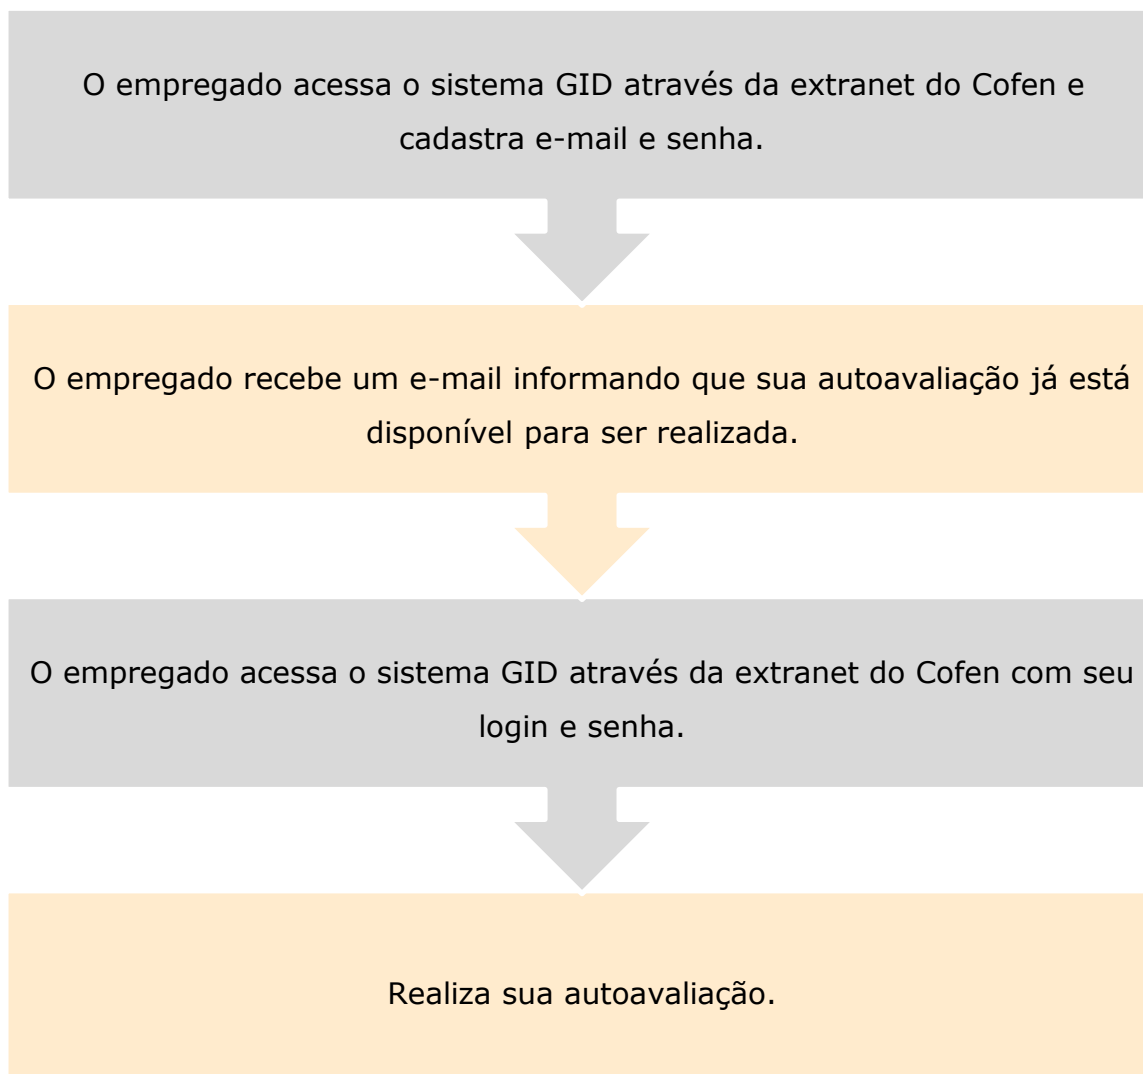 O empregado acessa o sistema GID através da extranet do Cofen e
cadastra e-mail e senha.
O empregado recebe um e-mail informando que sua autoavaliação já está
disponível para ser realizada.
O empregado acessa o sistema GID através da extranet do Cofen com seu
login e senha.
Realiza sua autoavaliação.